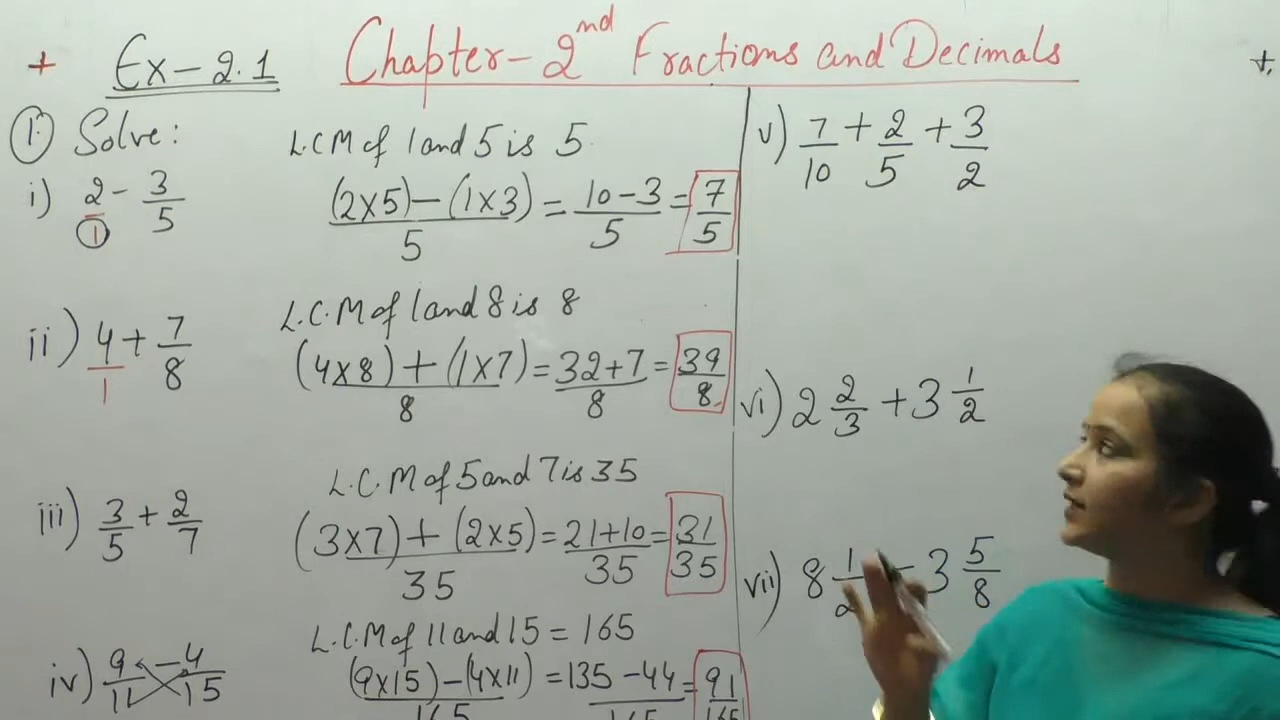 + Ex-2.1 Chapter-2nd Fractions and Decimals +
① Solve:
i) 2/1 - 3/5
L.C.M of 1 and 5 is 5
(2×5)-(1×3)/5 = 10-3/5 = 7/5
ii) 4/1 + 7/8
L.C.M of 1 and 8 is 8
(4×8)+(1×7)/8 = 32+7/8 = 39/8
iii) 3/5 + 2/7
L.C.M of 5 and 7 is 35
(3×7)+(2×5)/35 = 21+10/35 = 31/35
iv) 9/11 - 4/15
L.C.M of 11 and 15 = 165
(9×15)-(4×11)/165 = 135-44/165 = 91/165
v) 7/10 + 2/5 + 3/2
vi) 2 2/3 + 3 1/2
vii) 8 1/2 - 3 5/8